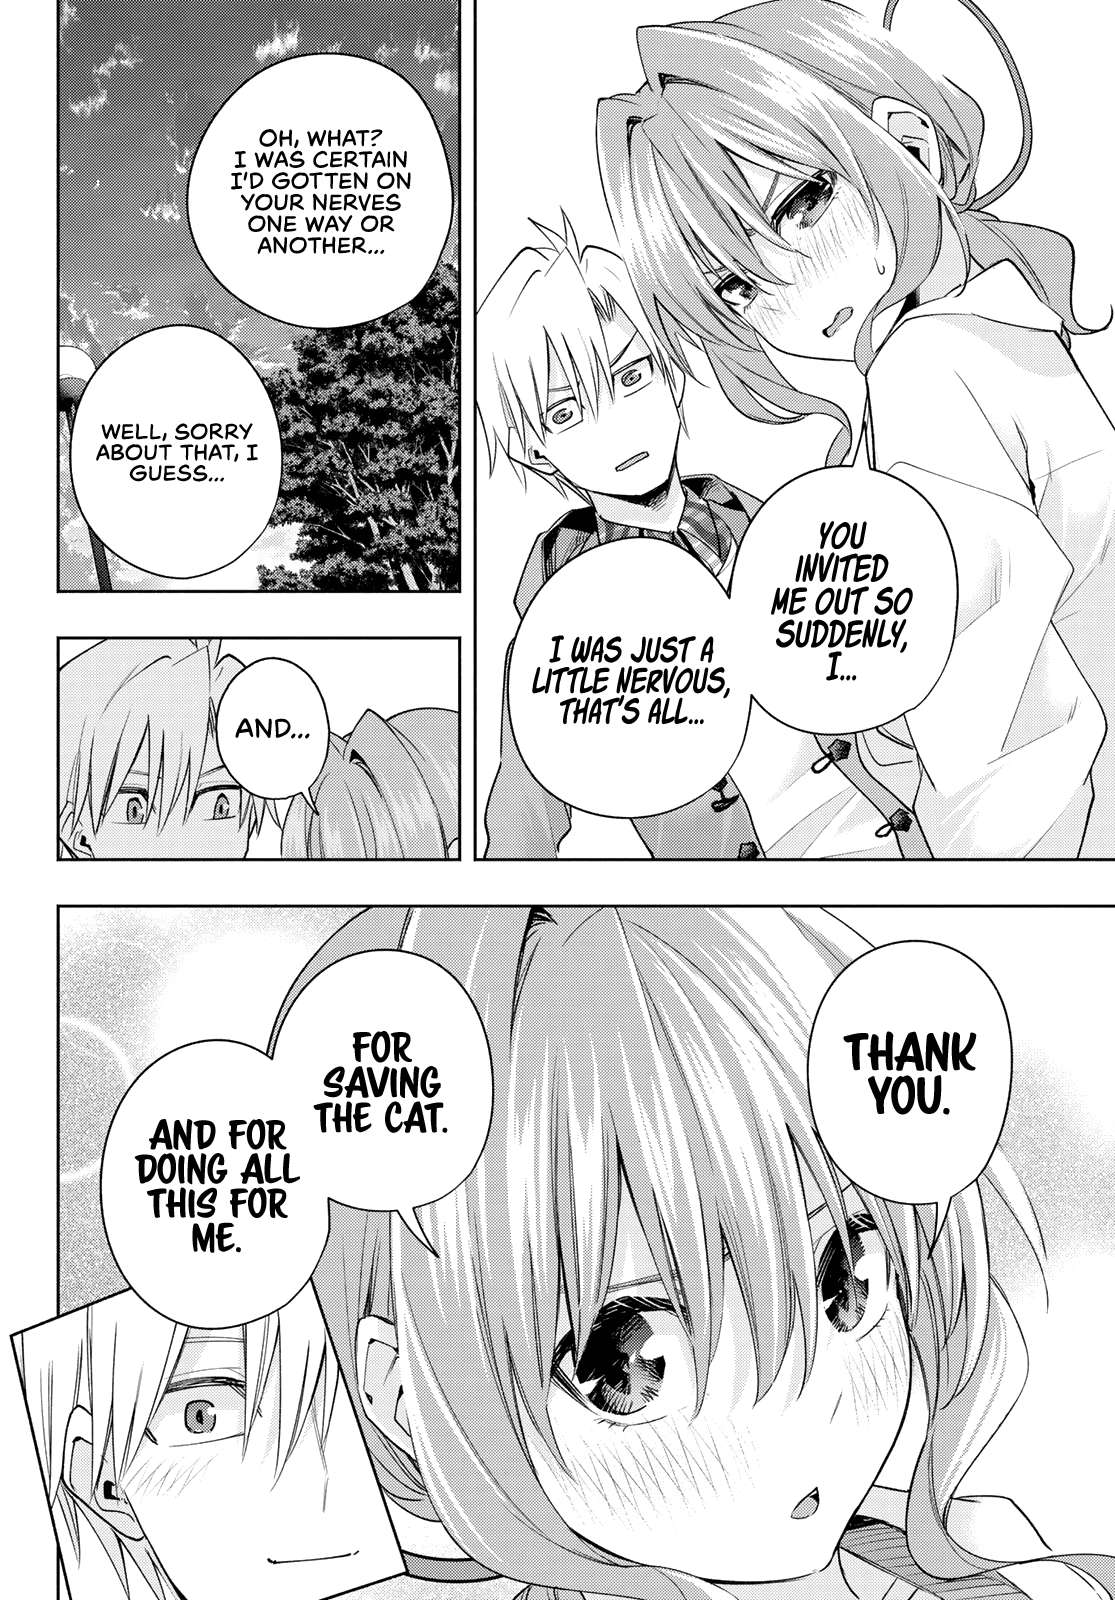 YOU
INVITED
ME OUT SO
SUDDENLY,
I...
I WAS JUST A
LITTLE NERVOUS,
THAT'S ALL...
OH, WHAT?
I WAS CERTAIN
I'D GOTTEN ON
YOUR NERVES
ONE WAY OR
ANOTHER...
WELL, SORRY
ABOUT THAT, I
GUESS...
AND...
THANK
YOU.
FOR
SAVING
THE CAT.
AND FOR
DOING ALL
THIS FOR
ME.